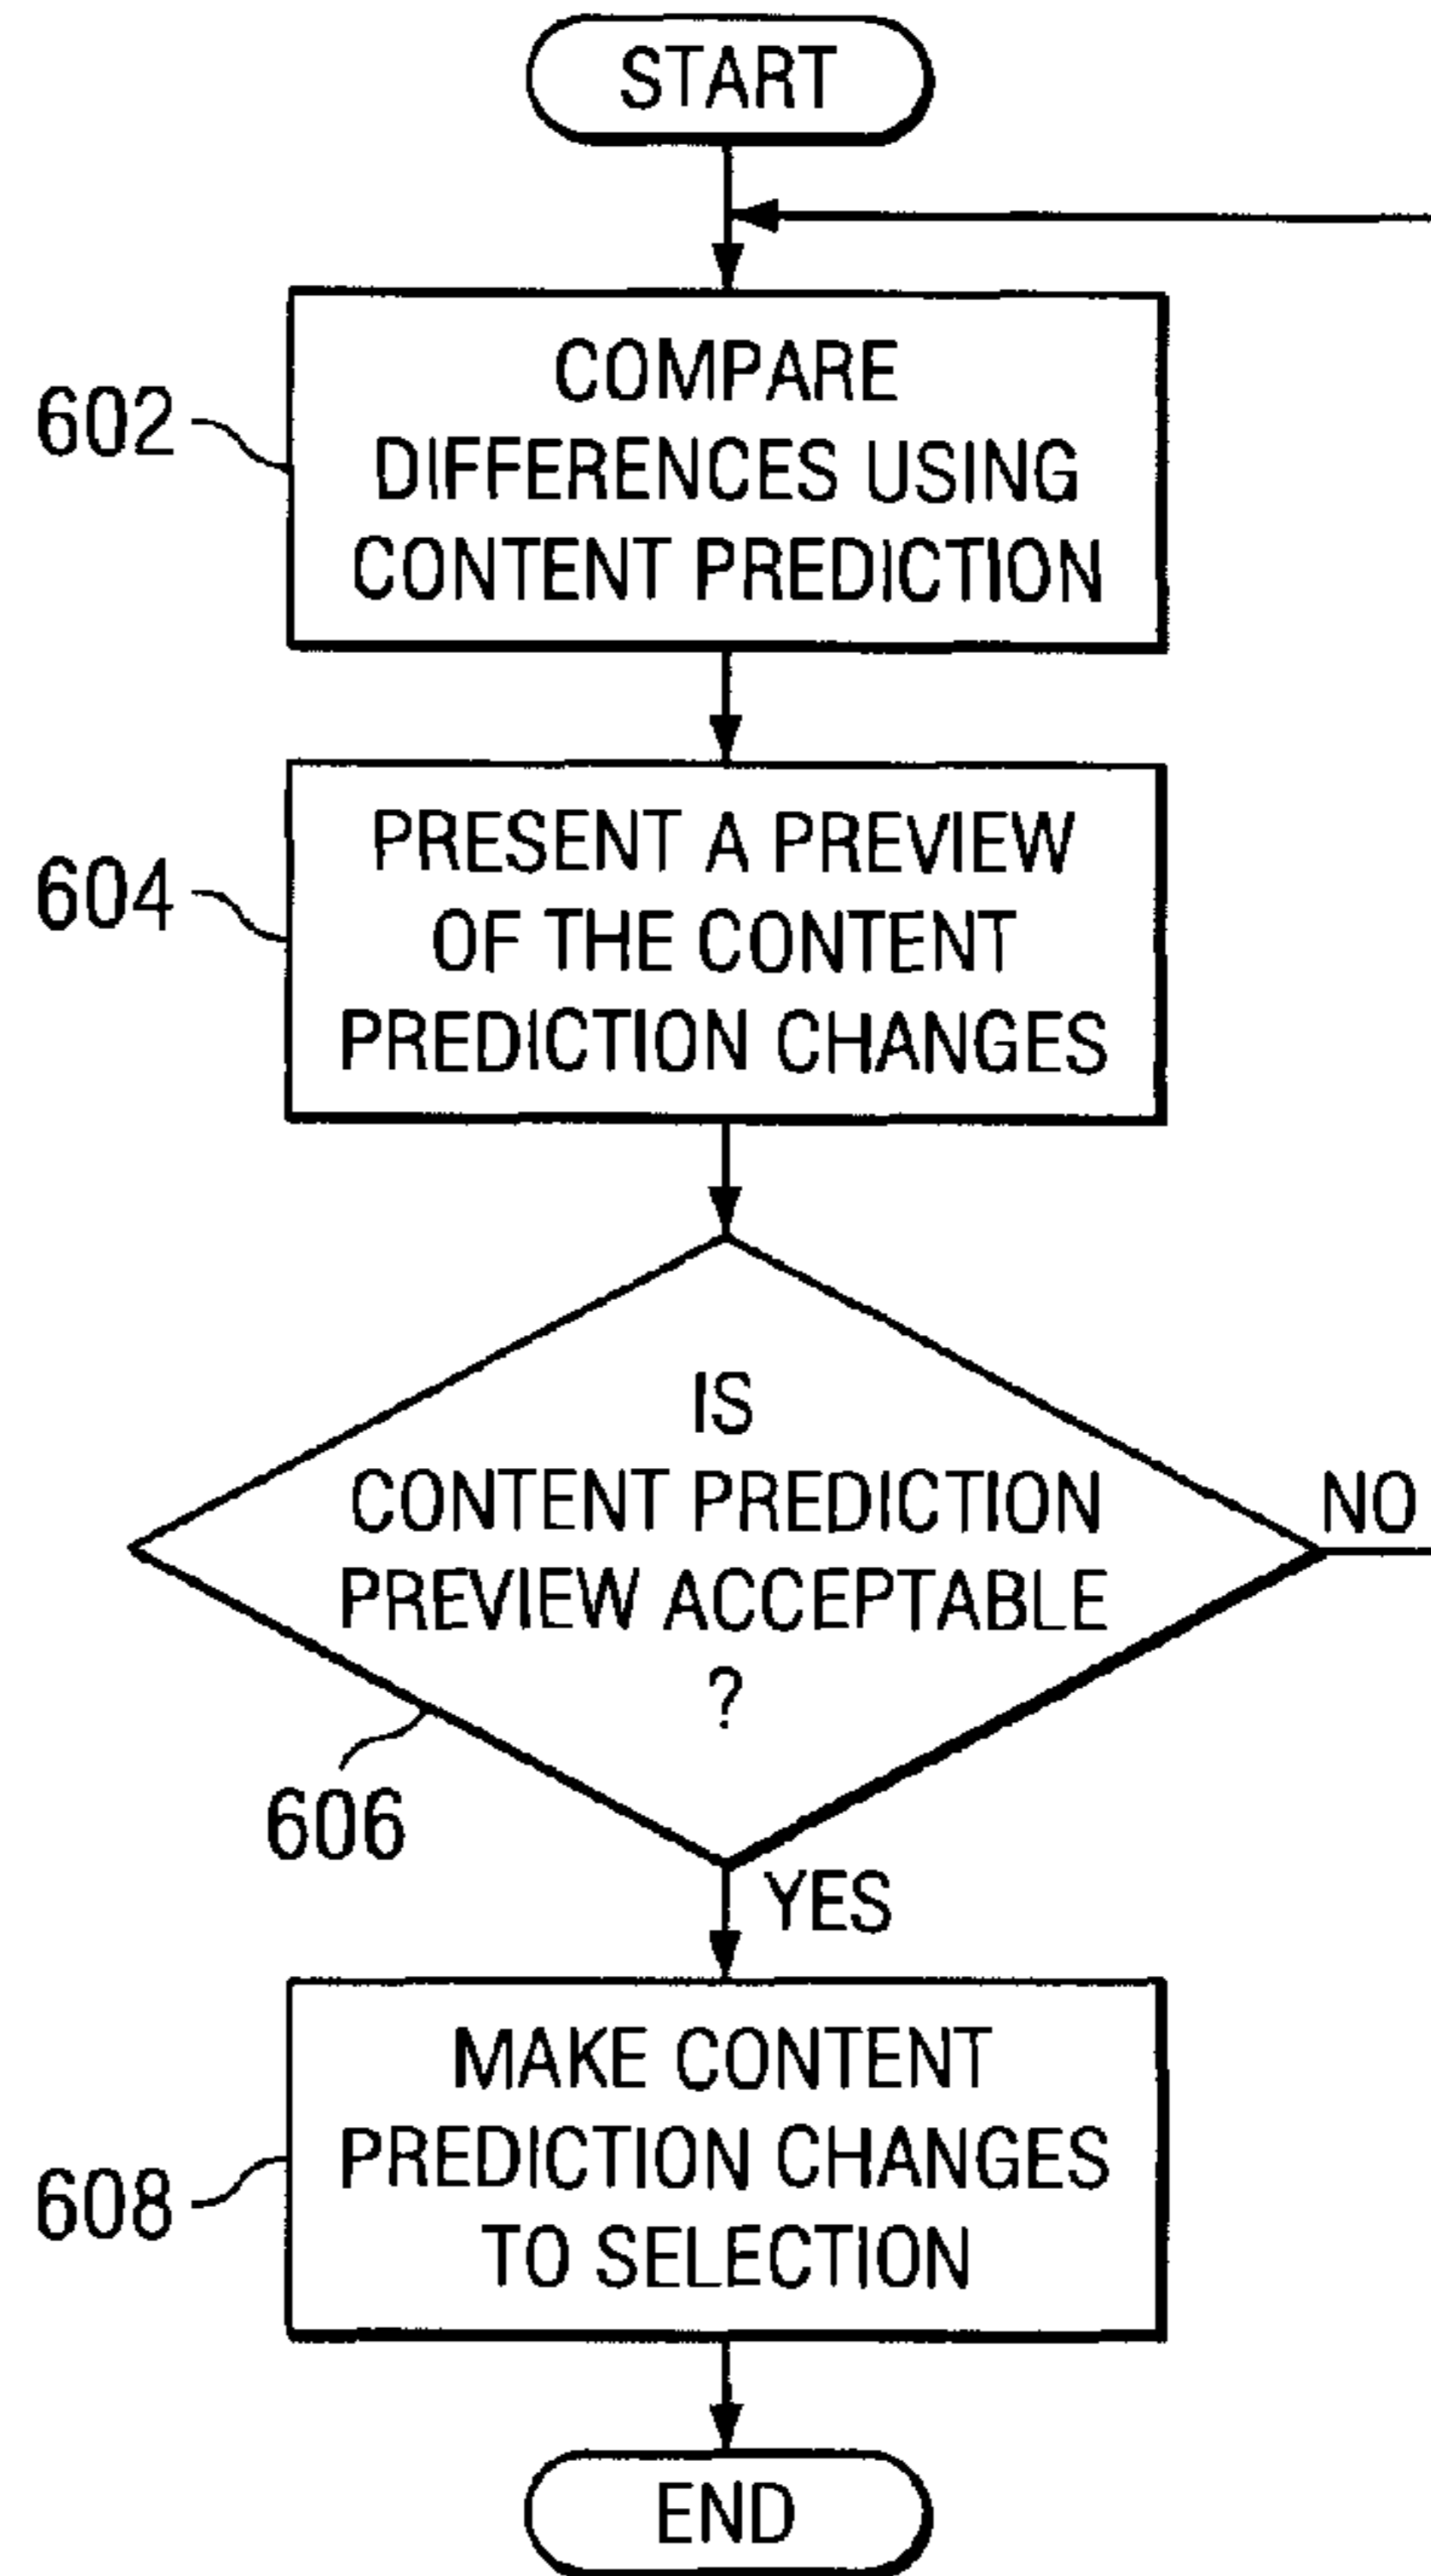 START
602
COMPARE
DIFFERENCES USING
CONTENT PREDICTION
604
PRESENT A PREVIEW
OF THE CONTENT
PREDICTION CHANGES
IS
CONTENT PREDICTION
PREVIEW ACCEPTABLE
?
NO
606
YES
608
MAKE CONTENT
PREDICTION CHANGES
TO SELECTION
END